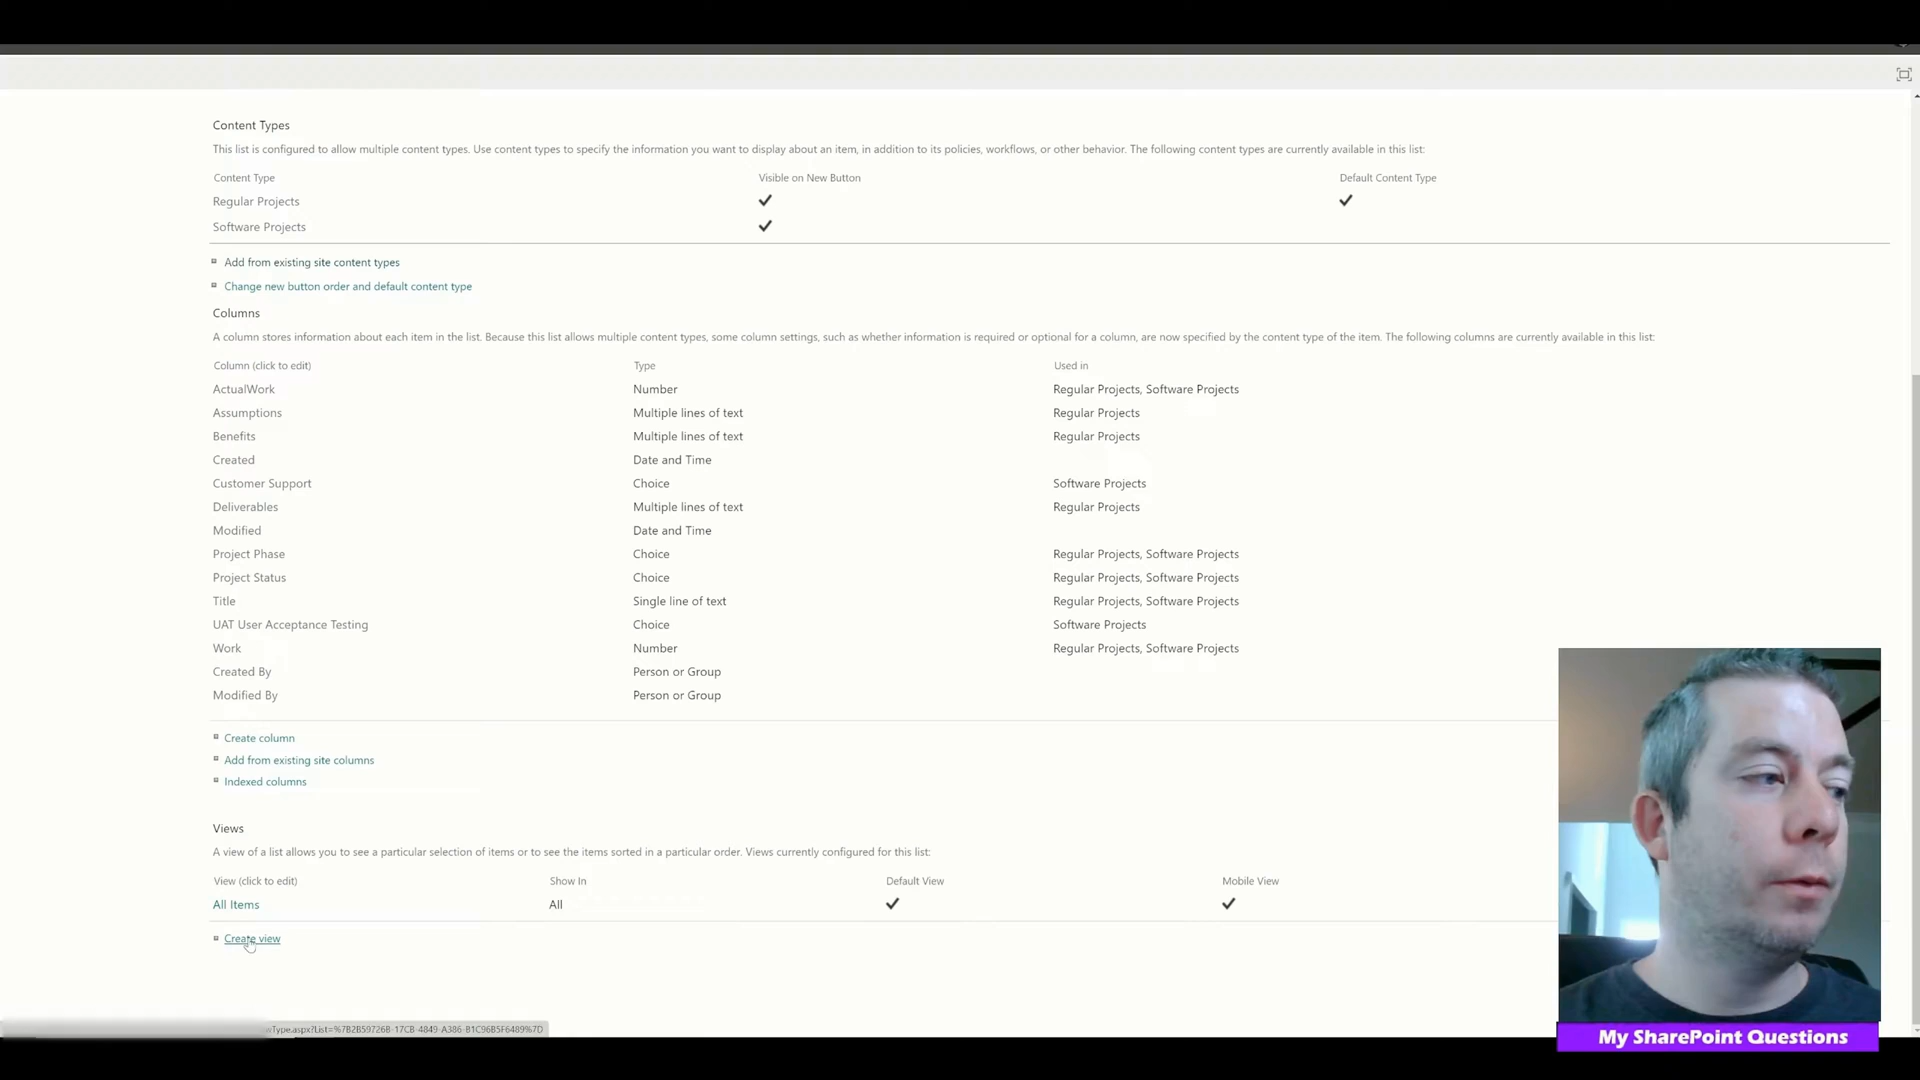 Content Types
This list is configured to allow multiple content types. Use content types to specify the information you want to display about an item, in addition to its policies, workflows, or other behavior. The following content types are currently available in this list:
Content Type Visible on New Button Default Content Type
Regular Projects
Software Projects
Add from existing site content types
Change new button order and default content type
Columns
A column stores information about each item in the list. Because this list allows multiple content types, some column settings, such as whether information is required or optional for a column, are now specified by the content type of the item. The following columns are currently available in this list:
Column (click to edit) Type Used in
ActualWork Number Regular Projects, Software Projects
Assumptions Multiple lines of text Regular Projects
Benefits Multiple lines of text Regular Projects
Created Date and Time
Customer Support Choice Software Projects
Deliverables Multiple lines of text Regular Projects
Modified Date and Time
Project Phase Choice Regular Projects, Software Projects
Project Status Choice Regular Projects, Software Projects
Title Single line of text Regular Projects, Software Projects
UAT User Acceptance Testing Choice Software Projects
Work Number Regular Projects, Software Projects
Created By Person or Group
Modified By Person or Group
Create column
Add from existing site columns
Indexed columns
Views
A view of a list allows you to see a particular selection of items or to see the items sorted in a particular order. Views currently configured for this list:
View (click to edit) Show In Default View Mobile View
All Items All
Create view
wType.aspx?List=%7B2B59726B-17CB-4849-A386-B1C96B5F6489%7D
My SharePoint Questions